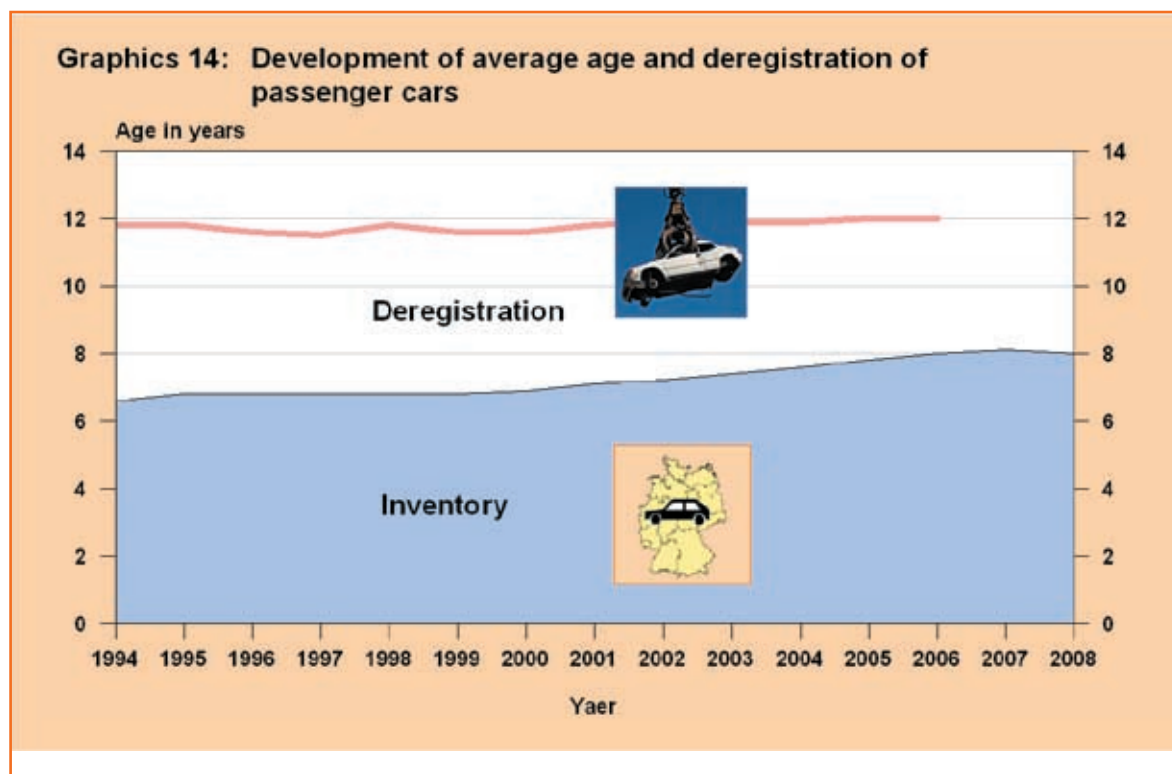 Graphics 14: Development of average age and deregistration of
passenger cars
Age in years
14 14
12 12
10 10
Deregistration
8 8
6 6
Inventory
4 4
2 2
0 0
1994 1995 1996 1997 1998 1999 2000 2001 2002 2003 2004 2005 2006 2007 2008
Yaer